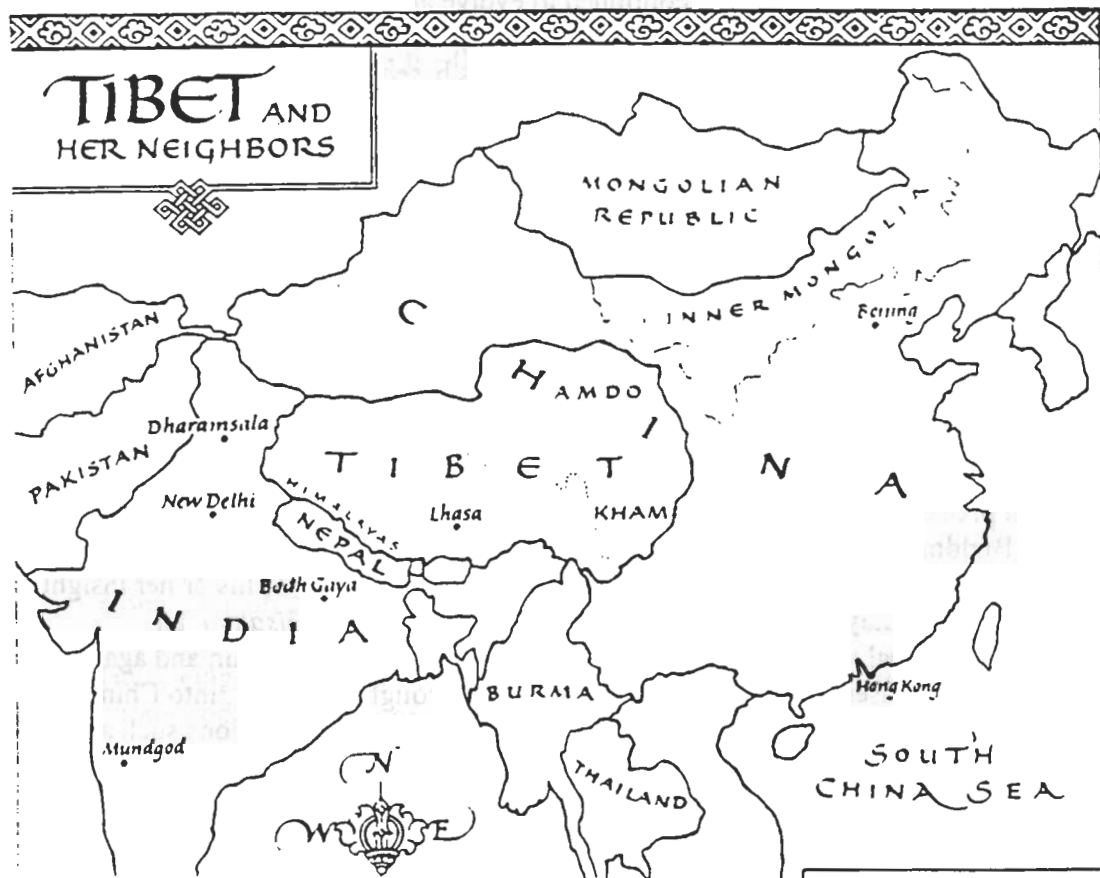 TIBET AND
HER NEIGHBORS
MONGOLIAN
REPUBLIC
INNER MONGOLIA
Beijing
AFGHANISTAN
PAKISTAN
Dharamsala
New Delhi
HIMALAYAS
NEPAL
Lhasa
TIBET
AMDO
KHAM
CHINA
Bodh Gaya
INDIA
Mundgod
BURMA
THAILAND
Hong Kong
SOUTH
CHINA SEA
N
W E